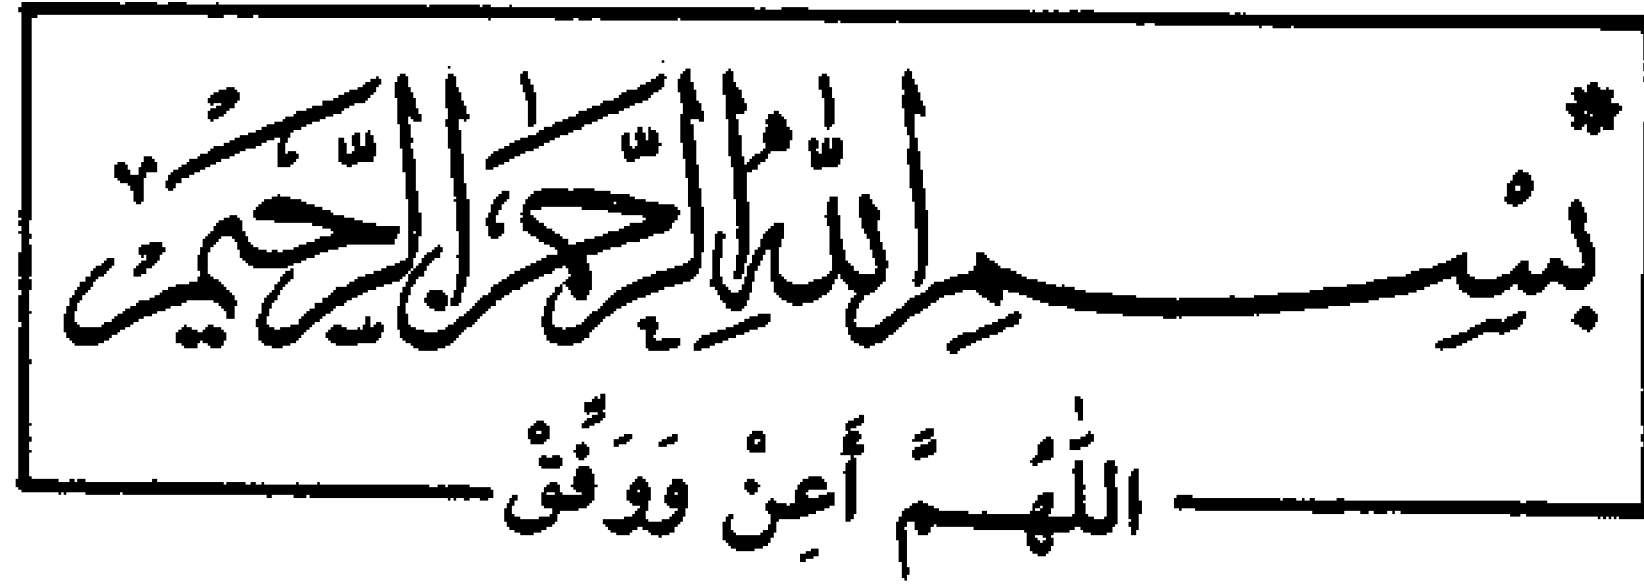 * بِسْمِ اللَّهِ الرَّحْمَٰنِ الرَّحِيمِ
اللَّهُمَّ أَعِنْ وَوَفِّقْ